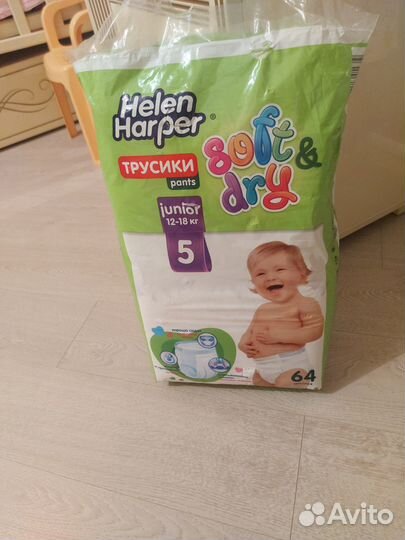 Helen
Harper®
soft &
dry
ТРУСИКИ
pants
junior
12-18 кг
5
64
Avito